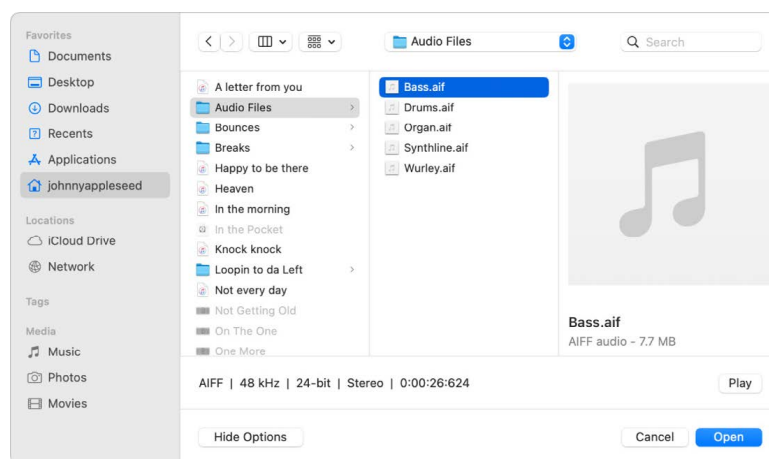 Favorites
Documents
Desktop
Downloads
Recents
Applications
johnnyappleseed
Locations
iCloud Drive
Network
Tags
Media
Music
Photos
Movies
Audio Files
Search
A letter from you
Audio Files
Bounces
Breaks
Happy to be there
Heaven
In the morning
In the Pocket
Knock knock
Loopin to da Left
Not every day
Not Getting Old
On The One
One More
Bass.aif
Drums.aif
Organ.aif
Synthline.aif
Wurley.aif
Bass.aif
AIFF audio - 7.7 MB
AIFF | 48 kHz | 24-bit | Stereo | 0:00:26:624
Play
Hide Options
Cancel
Open